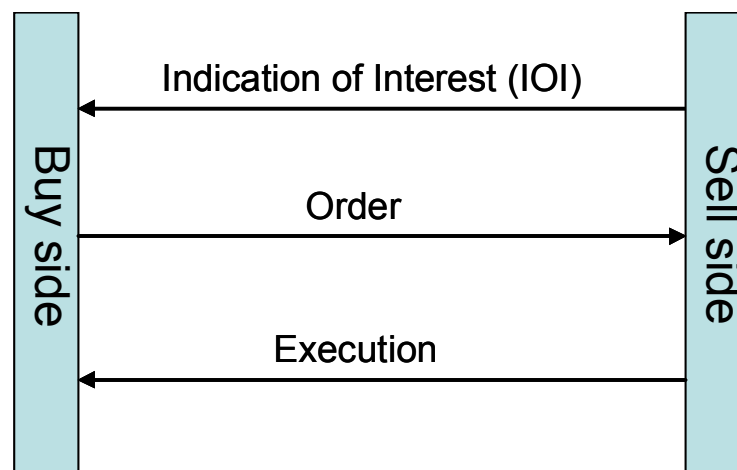 Indication of Interest (IOI)
Buy side
Sell side
Order
Execution